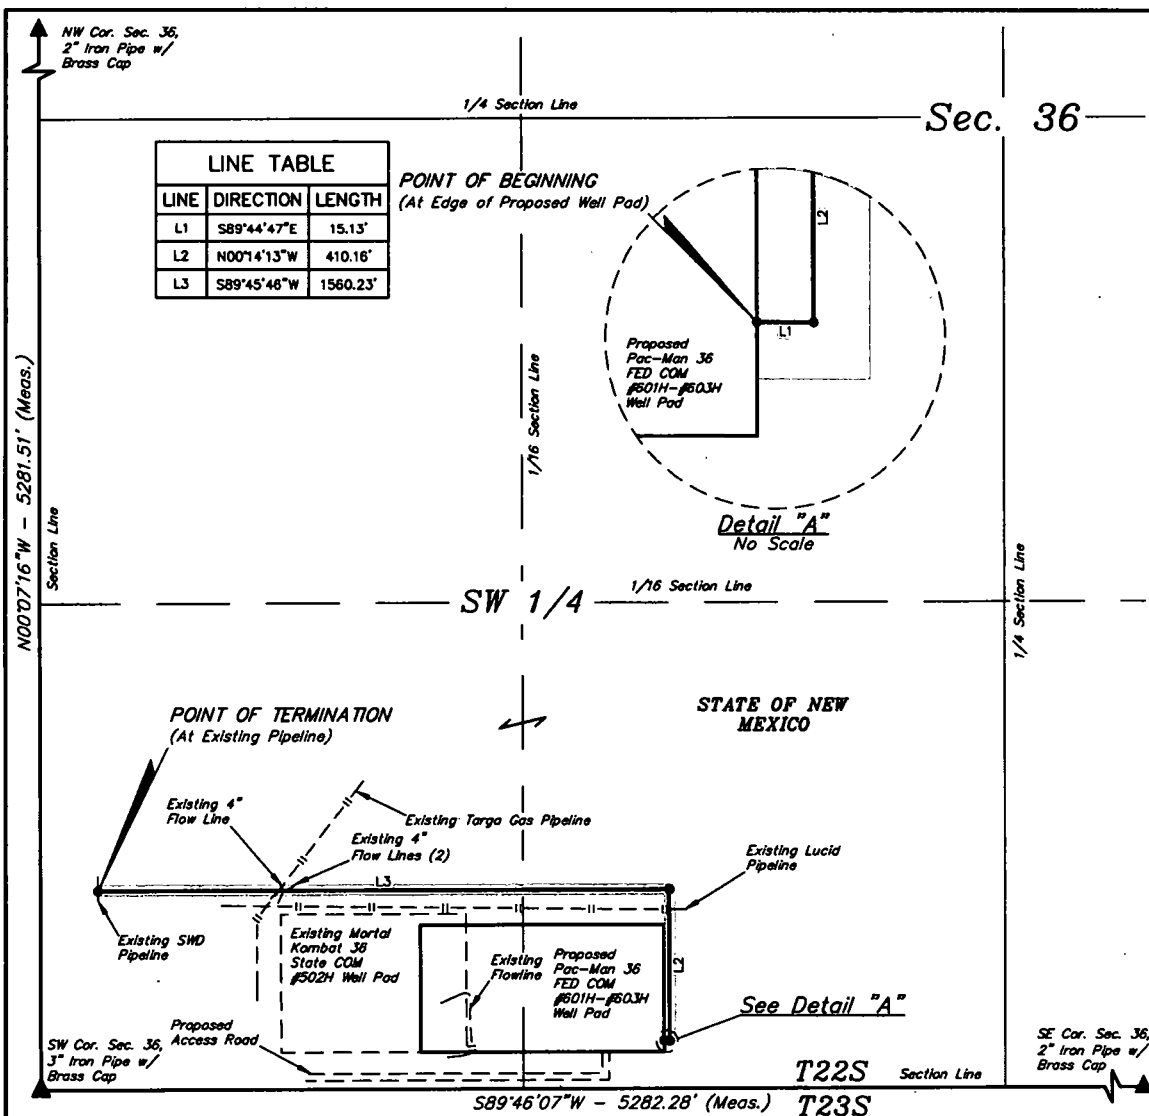 NW Cor. Sec. 36,
2" Iron Pipe w/
Brass Cap
1/4 Section Line
Sec. 36
LINE TABLE
LINE DIRECTION LENGTH
L1 S89°44'47"E 15.13'
L2 N00°14'13"W 410.16'
L3 S89°45'46"W 1560.23'
POINT OF BEGINNING
(At Edge of Proposed Well Pad)
L2
L1
Proposed
Pac-Man 36
FED COM
#601H-#603H
Well Pad
Detail "A"
No Scale
1/16 Section Line
N00°07'16"W - 5281.51' (Meas.)
Section Line
SW 1/4
1/16 Section Line
1/4 Section Line
STATE OF NEW
MEXICO
POINT OF TERMINATION
(At Existing Pipeline)
Existing 4"
Flow Line
Existing Targa Gas Pipeline
Existing 4"
Flow Lines (2)
Existing Lucid
Pipeline
L3
Existing SWD
Pipeline
Existing Mortal
Kombat 36
State COM
#502H Well Pad
Existing
Flowline
Proposed
Pac-Man 36
FED COM
#601H-#603H
Well Pad
L2
See Detail "A"
Proposed
Access Road
SW Cor. Sec. 36,
3" Iron Pipe w/
Brass Cap
SE Cor. Sec. 36,
2" Iron Pipe w/
Brass Cap
T22S
Section Line
S89°46'07"W - 5282.28' (Meas.)
T23S